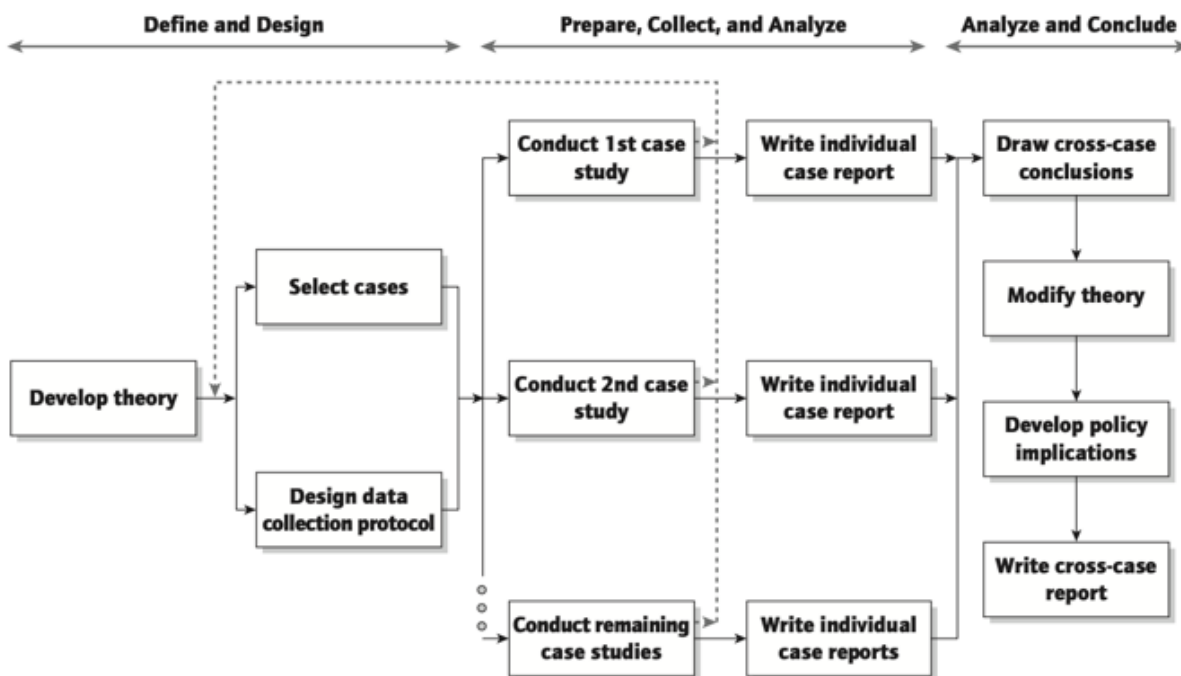 Define and Design
Prepare, Collect, and Analyze
Analyze and Conclude
Develop theory
Select cases
Design data
collection protocol
Conduct 1st case
study
Write individual
case report
Conduct 2nd case
study
Write individual
case report
Conduct remaining
case studies
Write individual
case reports
Draw cross-case
conclusions
Modify theory
Develop policy
implications
Write cross-case
report